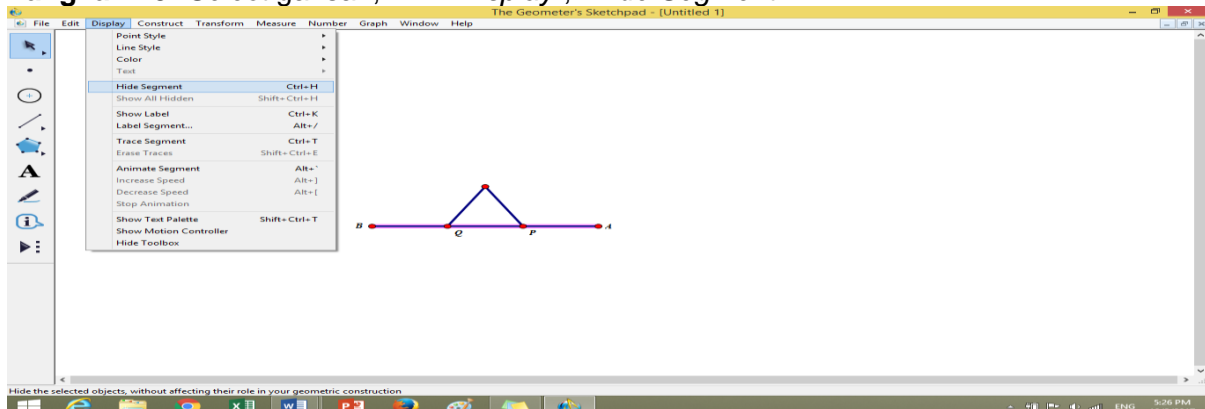 The Geometer's Sketchpad - [Untitled 1]
File Edit Display Construct Transform Measure Number Graph Window Help
Point Style
Line Style
Color
Text
Hide Segment Ctrl+H
Show All Hidden Shift+Ctrl+H
Show Label Ctrl+K
Label Segment... Alt+/
Trace Segment Ctrl+T
Erase Traces Shift+Ctrl+E
Animate Segment Alt+`
Increase Speed Alt+]
Decrease Speed Alt+[
Stop Animation
Show Text Palette Shift+Ctrl+T
Show Motion Controller
Hide Toolbox
A
B Q P A
Hide the selected objects, without affecting their role in your geometric construction
ENG 5:26 PM